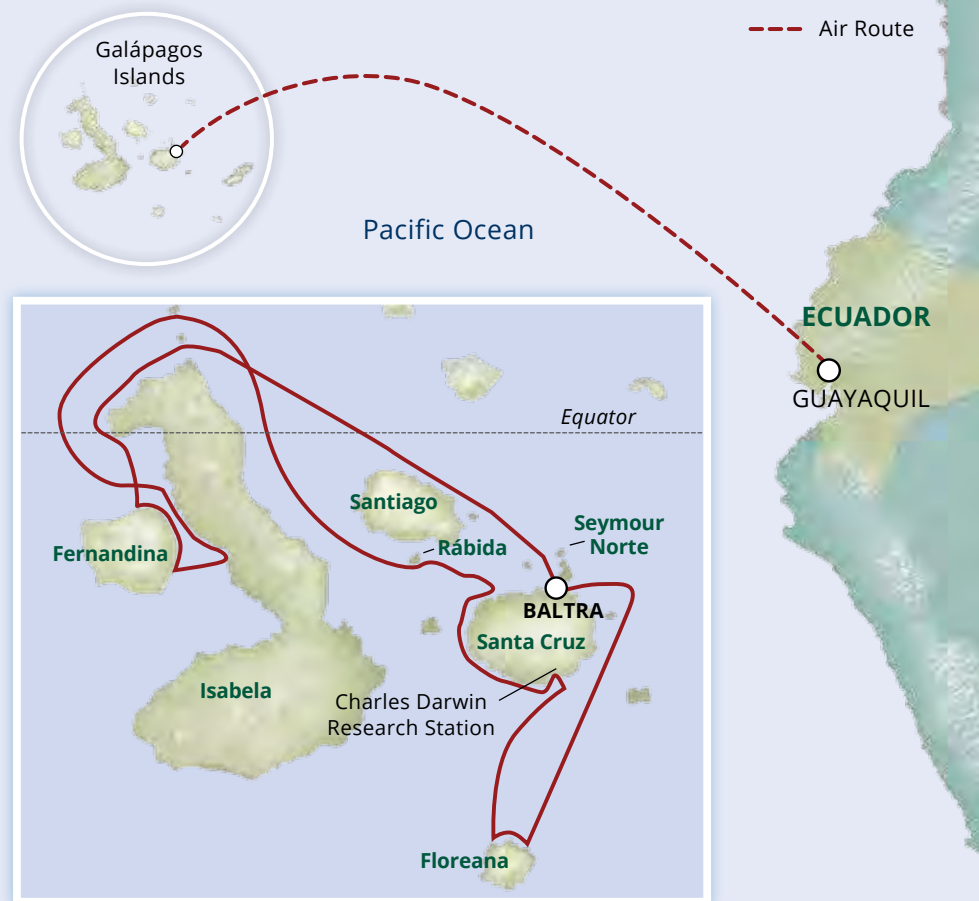 Air Route
Galápagos
Islands
Pacific Ocean
ECUADOR
GUAYAQUIL
Equator
Santiago
Seymour
Norte
Rábida
Fernandina
BALTRA
Santa Cruz
Isabela
Charles Darwin
Research Station
Floreana